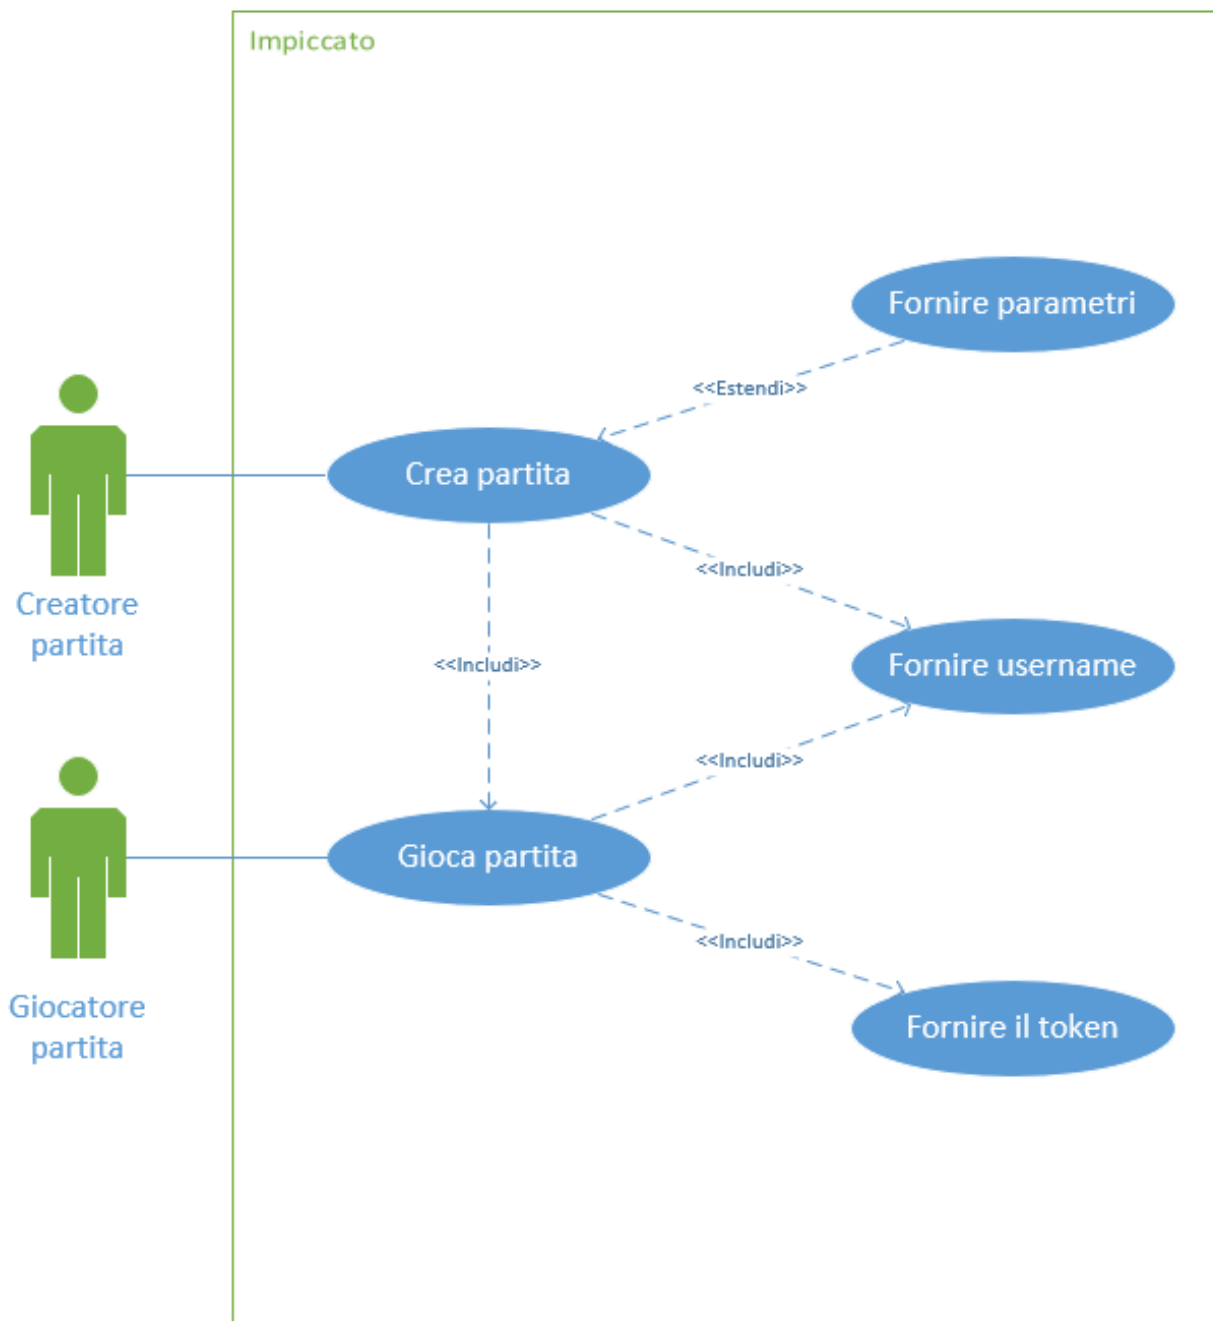 Impiccato
Fornire parametri
<<Estendi>>
Crea partita
<<Includi>>
Creatore
partita
<<Includi>>
Fornire username
<<Includi>>
Gioca partita
<<Includi>>
Giocatore
partita
Fornire il token